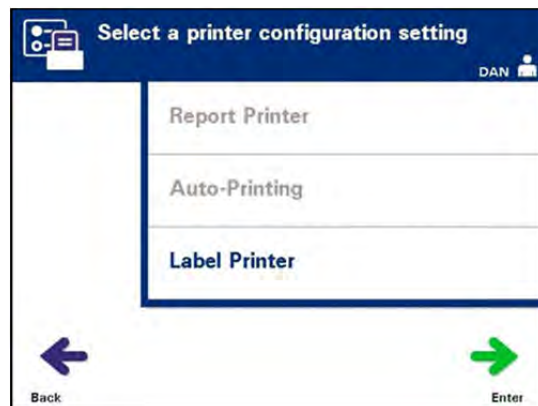 Select a printer configuration setting
DAN
Report Printer
Auto-Printing
Label Printer
Back
Enter